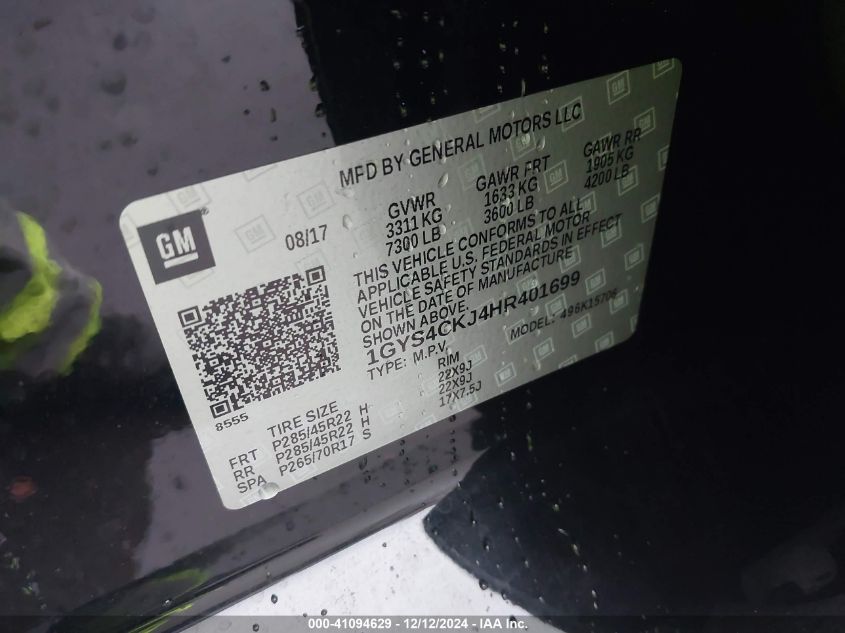 MFD BY GENERAL MOTORS LLC
GM
®
08/17
GVWR GAWR FRT GAWR RR
3311 KG 1633 KG 1905 KG
7300 LB 3600 LB 4200 LB
THIS VEHICLE CONFORMS TO ALL
APPLICABLE U.S. FEDERAL MOTOR
VEHICLE SAFETY STANDARDS IN EFFECT
ON THE DATE OF MANUFACTURE
SHOWN ABOVE.
1GYS4CKJ4HR401699
TYPE: M.P.V. MODEL: 496K15706
8555
TIRE SIZE RIM
FRT P285/45R22 H 22X9J
RR P285/45R22 H 22X9J
SPA P265/70R17 S 17X7.5J
000-41094629 - 12/12/2024 - IAA Inc.